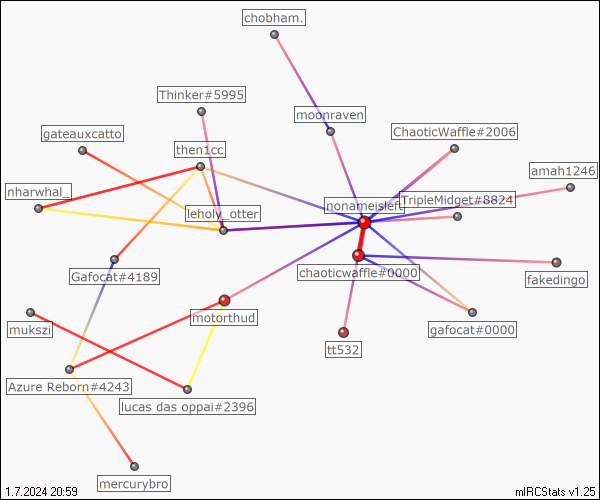 chobham.
Thinker#5995
moonraven
gateauxcatto
ChaoticWaffle#2006
then1cc
amah1246
nharwhal_
TripleMidget#8824
nonameisleft
leholy_otter
Gafocat#4189
chaoticwaffle#0000
fakedingo
motorthud
mukszi
gafocat#0000
tt532
Azure Reborn#4243
lucas das oppai#2396
mercurybro
1.7.2024 20:59
mIRCStats v1.25